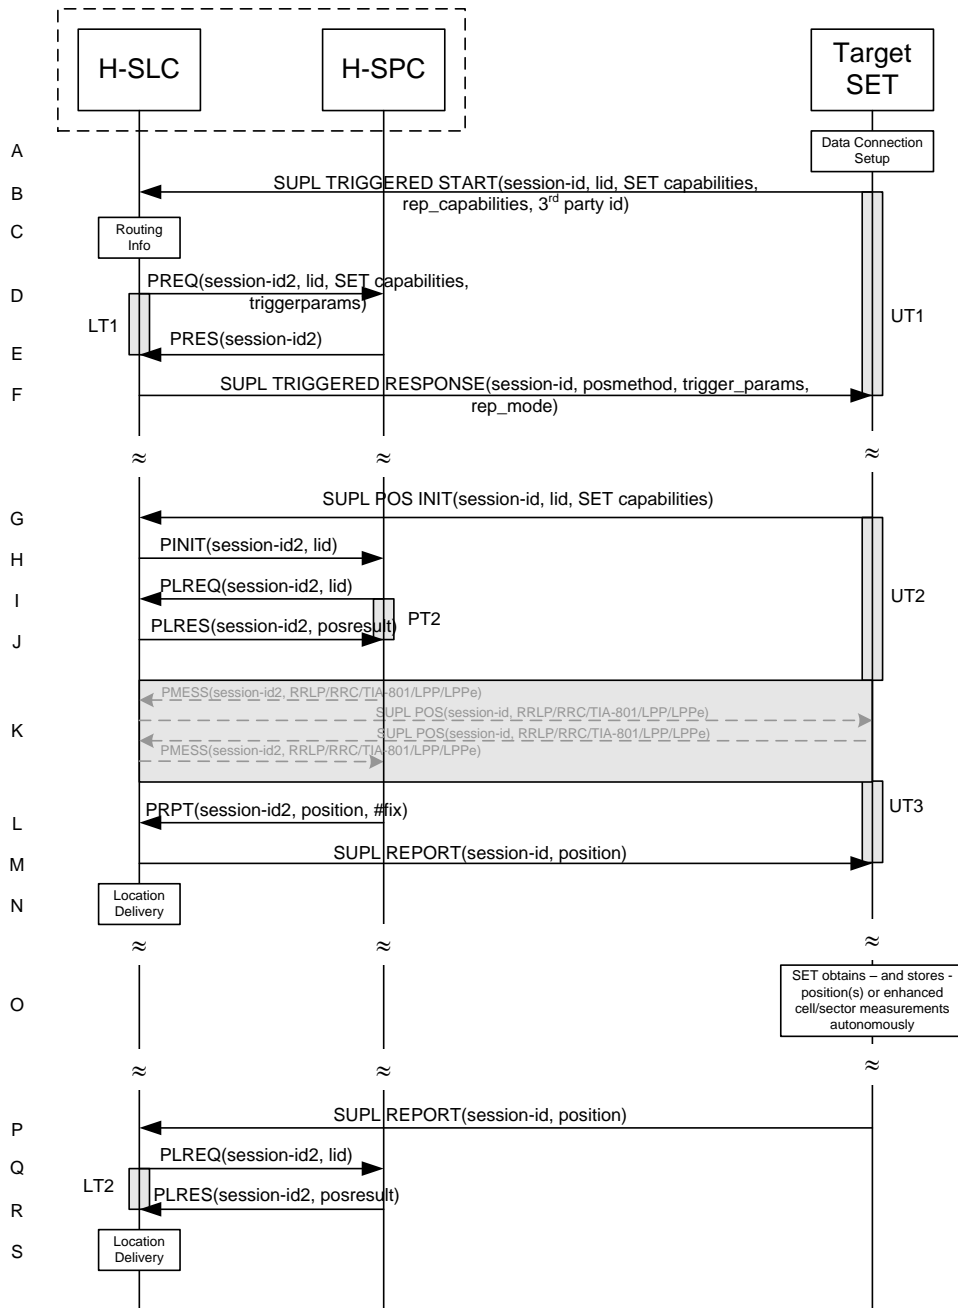 H-SLC
H-SPC
Target
SET
A
Data Connection
Setup
B
SUPL TRIGGERED START(session-id, lid, SET capabilities,
rep_capabilities, 3rd party id)
C
Routing
Info
D
PREQ(session-id2, lid, SET capabilities,
triggerparams)
LT1
UT1
E
PRES(session-id2)
F
SUPL TRIGGERED RESPONSE(session-id, posmethod, trigger_params,
rep_mode)
≈ ≈ ≈
G
SUPL POS INIT(session-id, lid, SET capabilities)
H
PINIT(session-id2, lid)
I
PLREQ(session-id2, lid)
PT2
UT2
J
PLRES(session-id2, posresult)
K
PMESS(session-id2, RRLP/RRC/TIA-801/LPP/LPPe)
SUPL POS(session-id, RRLP/RRC/TIA-801/LPP/LPPe)
SUPL POS(session-id, RRLP/RRC/TIA-801/LPP/LPPe)
PMESS(session-id2, RRLP/RRC/TIA-801/LPP/LPPe)
L
PRPT(session-id2, position, #fix)
UT3
M
SUPL REPORT(session-id, position)
N
Location
Delivery
≈ ≈ ≈
O
SET obtains – and stores -
position(s) or enhanced
cell/sector measurements
autonomously
≈ ≈ ≈
P
SUPL REPORT(session-id, position)
Q
PLREQ(session-id2, lid)
LT2
R
PLRES(session-id2, posresult)
S
Location
Delivery